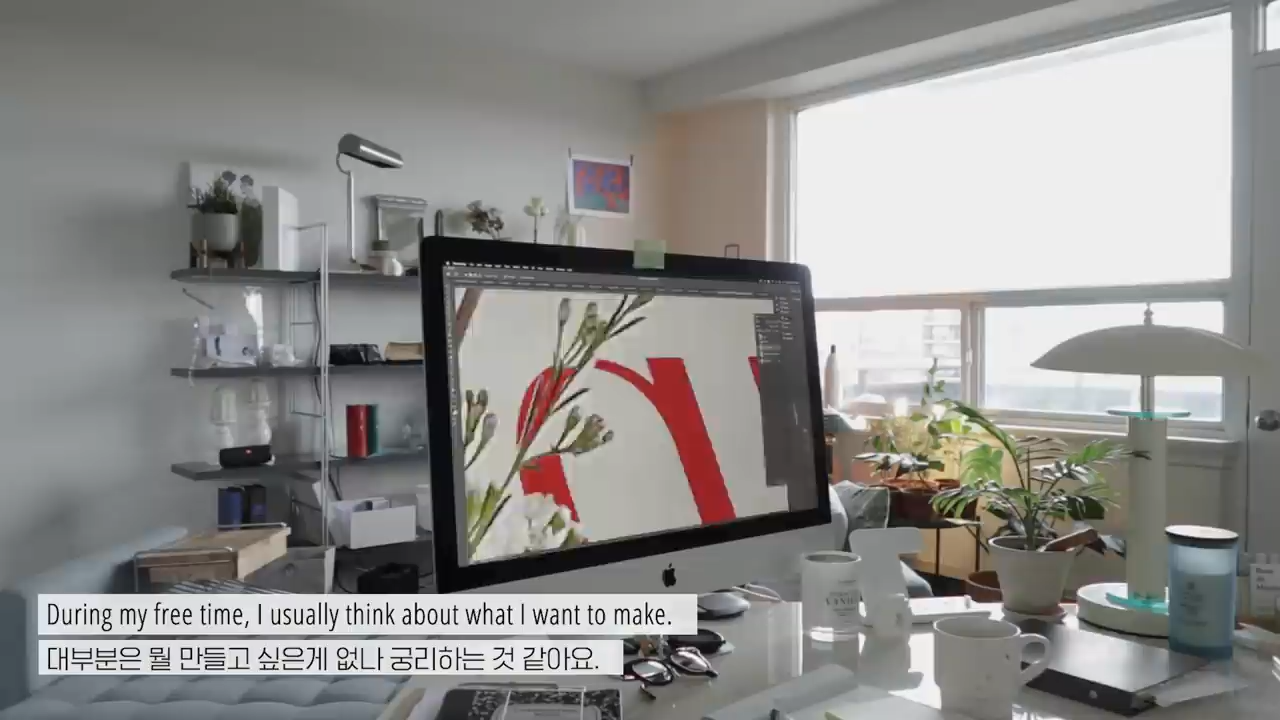 During my free time, I usually think about what I want to make.
대부분은 뭘 만들고 싶은게 없나 궁리하는 것 같아요.